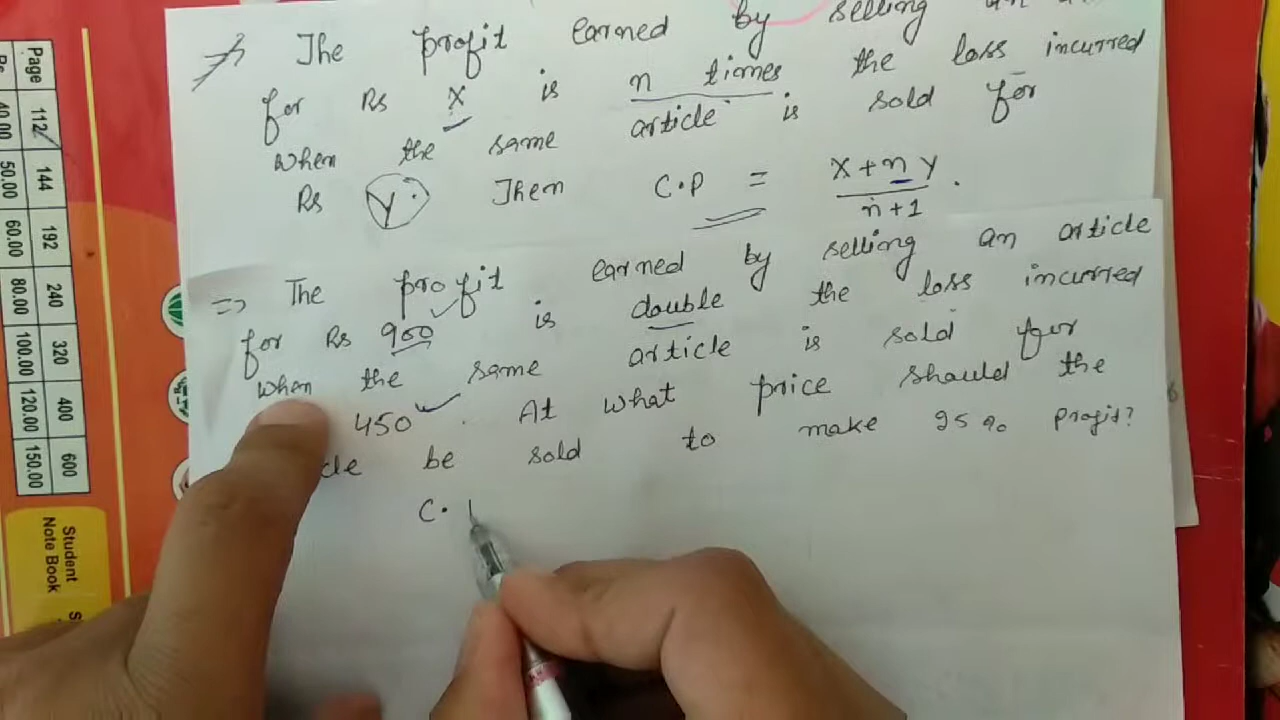 The profit earned by selling an
for Rs X is n times the loss incurred
when the same article is sold for
Rs Y. Then C.P = X + n Y / n + 1 .
=> The profit earned by selling an article
for Rs 900 is double the loss incurred
when the same article is sold for
450 . At what price should the
cle be sold to make 25% profit?
C.
Page 112 144 192 240 320 400 600
Rs 40.00 50.00 60.00 80.00 100.00 120.00 150.00
Student
Note Book